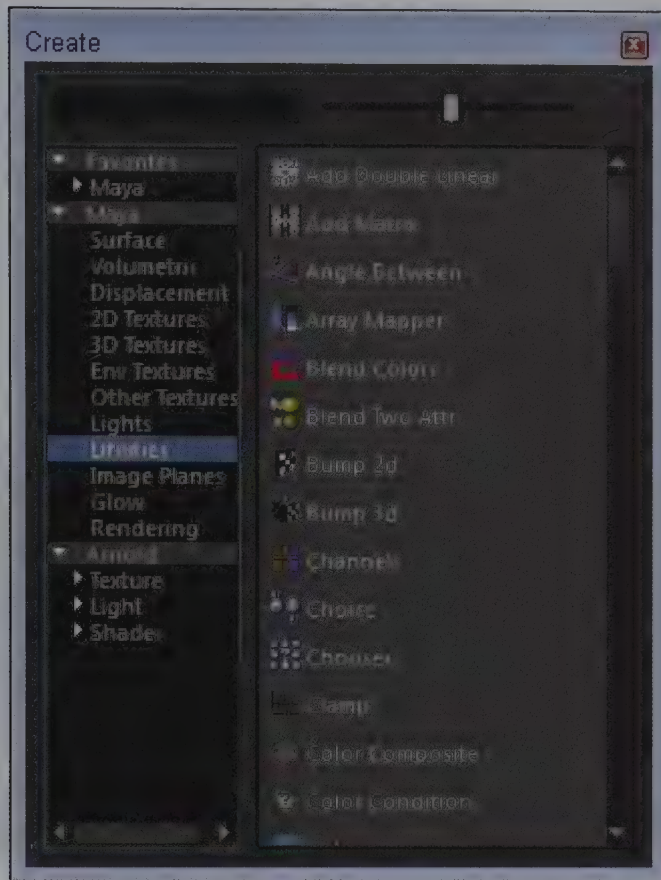 Create
Favorites
Maya
Maya
Surface
Volumetric
Displacement
2D Textures
3D Textures
Env Textures
Other Textures
Lights
Utilities
Image Planes
Glow
Rendering
Arnold
Texture
Light
Shader
Add Double Linear
Add Matrix
Angle Between
Array Mapper
Blend Colors
Blend Two Attr
Bump 2d
Bump 3d
Channels
Choice
Chooser
Clamp
Color Composite
Color Condition